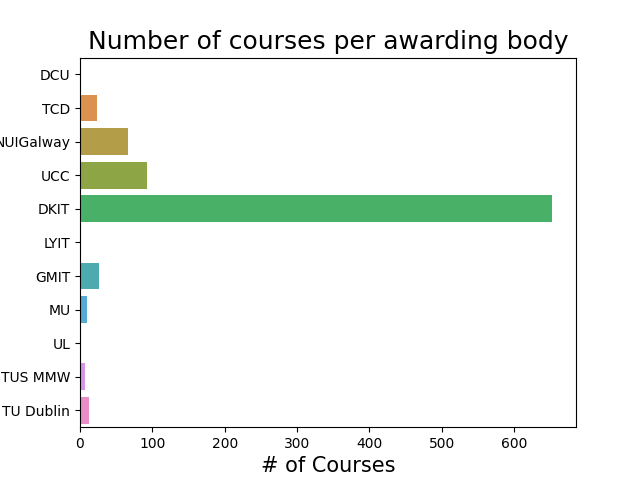 Number of courses per awarding body
DCU
TCD
NUIGalway
UCC
DKIT
LYIT
GMIT
MU
UL
TUS MMW
TU Dublin
0 100 200 300 400 500 600
# of Courses